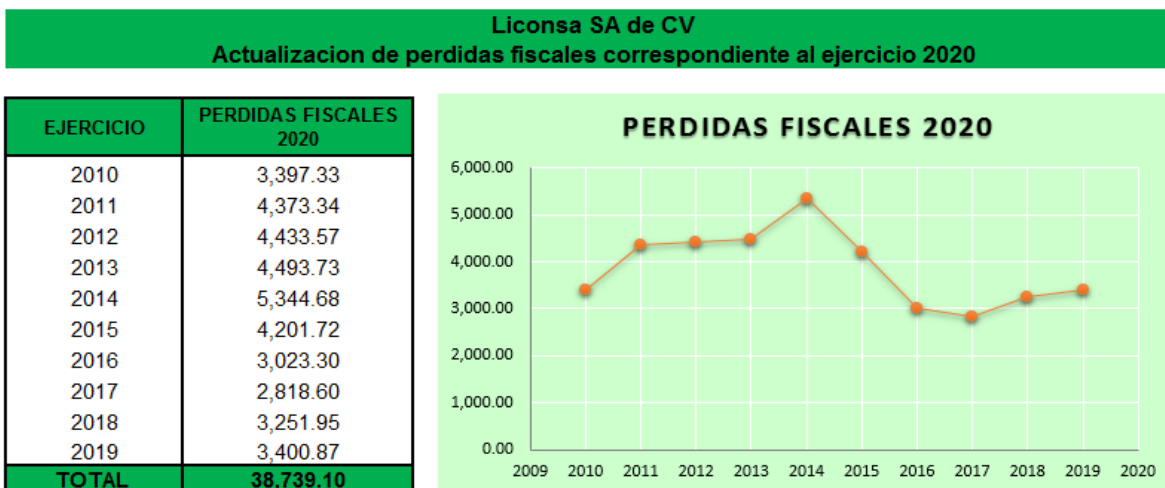 Liconsa SA de CV
Actualizacion de perdidas fiscales correspondiente al ejercicio 2020
EJERCICIO PERDIDAS FISCALES 2020
2010 3,397.33
2011 4,373.34
2012 4,433.57
2013 4,493.73
2014 5,344.68
2015 4,201.72
2016 3,023.30
2017 2,818.60
2018 3,251.95
2019 3,400.87
TOTAL 38,739.10
PERDIDAS FISCALES 2020
6,000.00
5,000.00
4,000.00
3,000.00
2,000.00
1,000.00
0.00
2009 2010 2011 2012 2013 2014 2015 2016 2017 2018 2019 2020